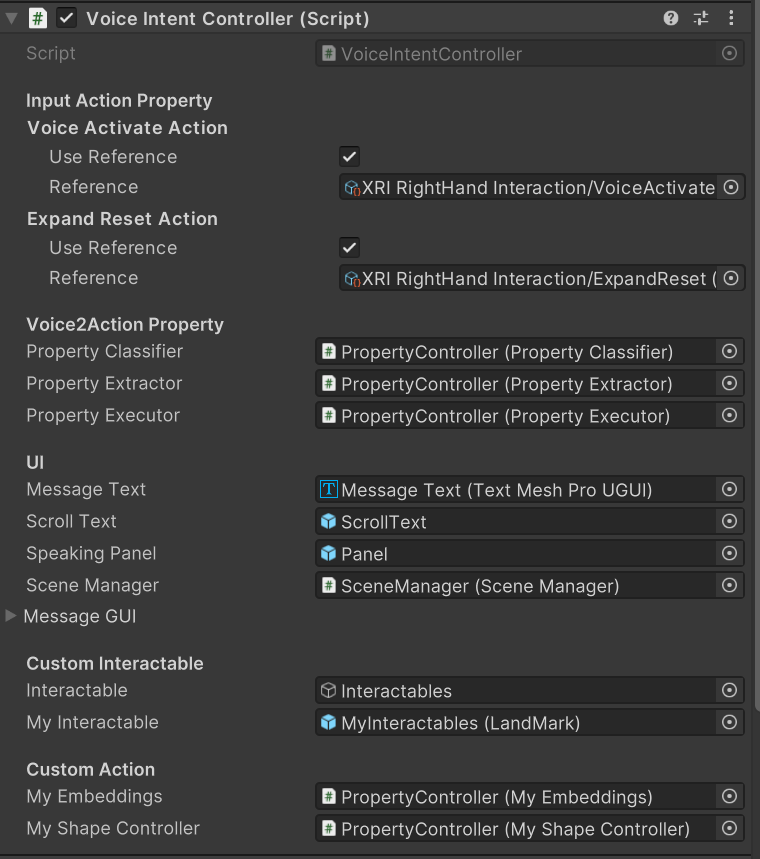 Voice Intent Controller (Script)
Script VoiceIntentController
Input Action Property
Voice Activate Action
Use Reference
Reference XRI RightHand Interaction/VoiceActivate
Expand Reset Action
Use Reference
Reference XRI RightHand Interaction/ExpandReset (
Voice2Action Property
Property Classifier PropertyController (Property Classifier)
Property Extractor PropertyController (Property Extractor)
Property Executor PropertyController (Property Executor)
UI
Message Text Message Text (Text Mesh Pro UGUI)
Scroll Text ScrollText
Speaking Panel Panel
Scene Manager SceneManager (Scene Manager)
Message GUI
Custom Interactable
Interactable Interactables
My Interactable MyInteractables (LandMark)
Custom Action
My Embeddings PropertyController (My Embeddings)
My Shape Controller PropertyController (My Shape Controller)